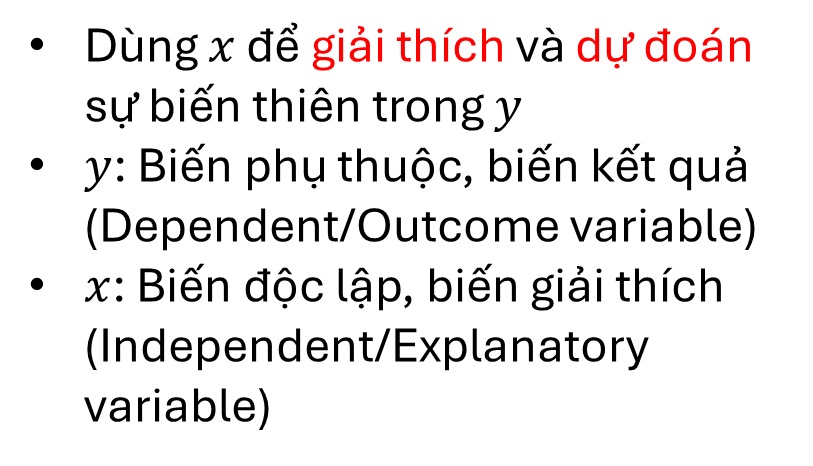 • Dùng 𝑥 để giải thích và dự đoán
sự biến thiên trong 𝑦
• 𝑦: Biến phụ thuộc, biến kết quả
(Dependent/Outcome variable)
• 𝑥: Biến độc lập, biến giải thích
(Independent/Explanatory
variable)